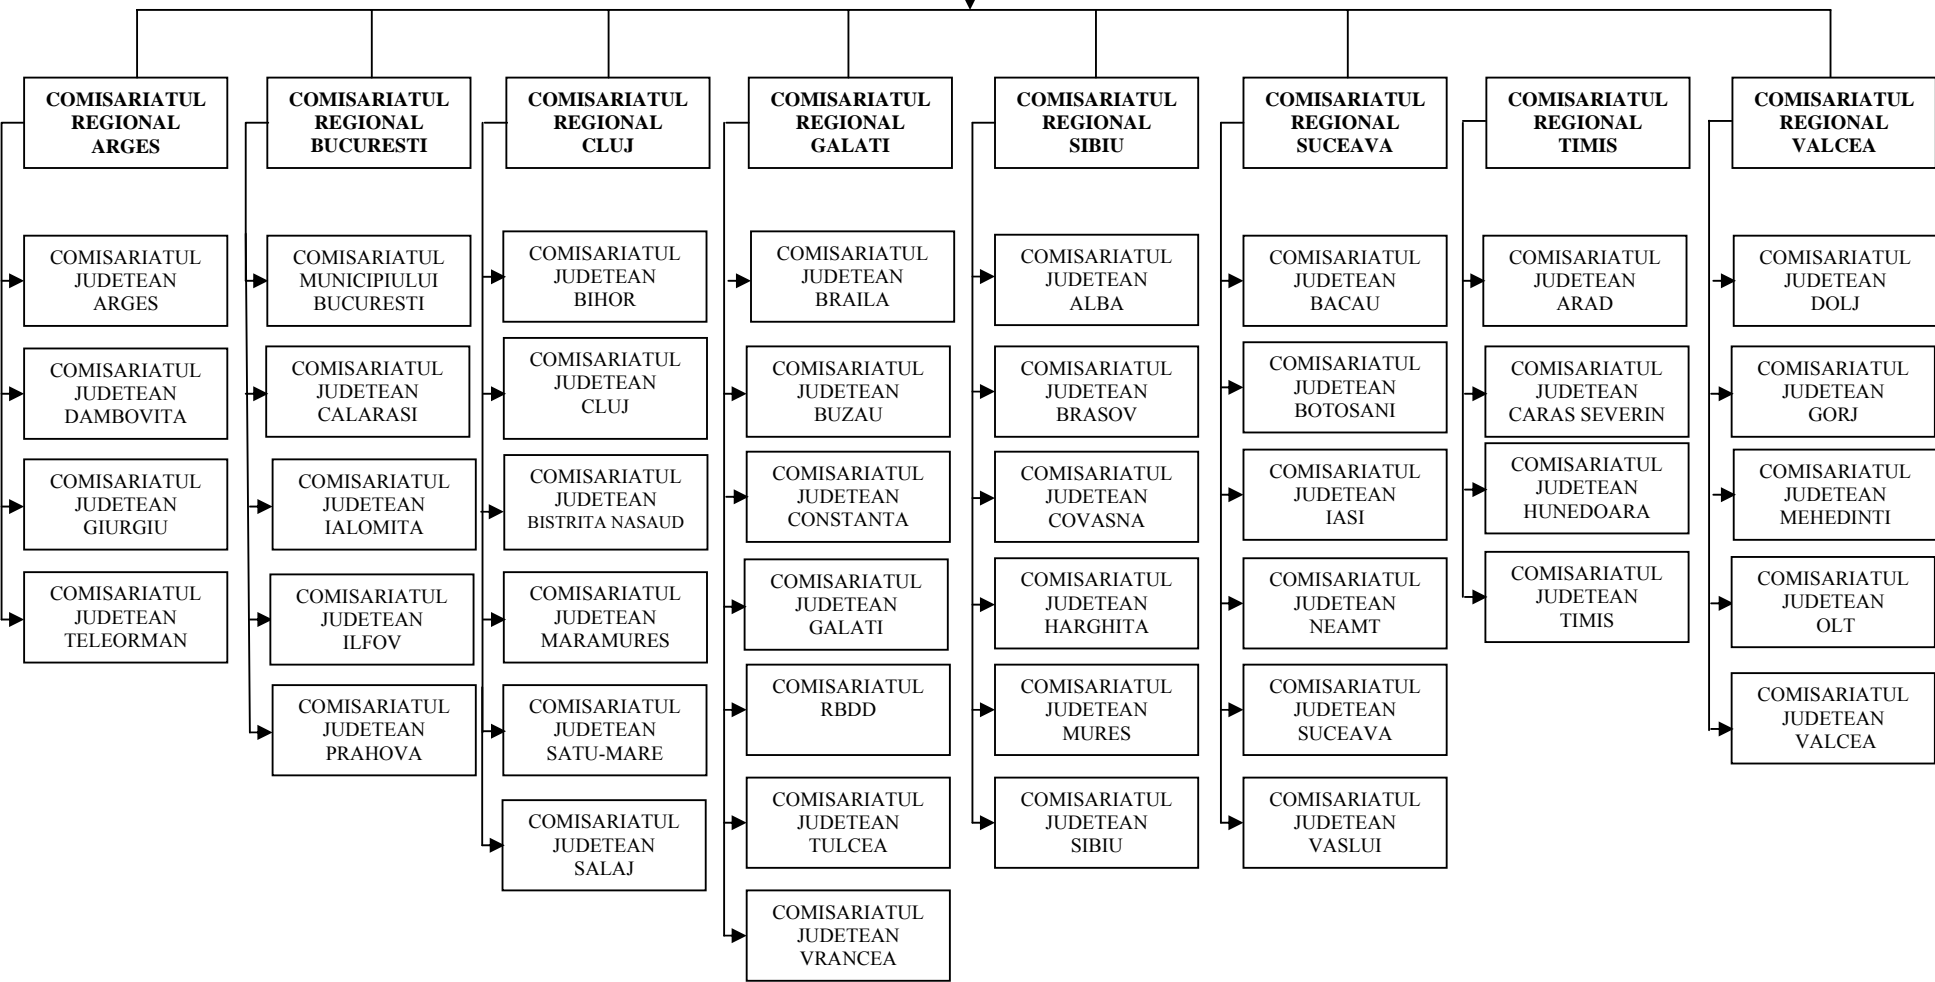 COMISARIATUL
REGIONAL
ARGES
COMISARIATUL
REGIONAL
BUCURESTI
COMISARIATUL
REGIONAL
CLUJ
COMISARIATUL
REGIONAL
GALATI
COMISARIATUL
REGIONAL
SIBIU
COMISARIATUL
REGIONAL
SUCEAVA
COMISARIATUL
REGIONAL
TIMIS
COMISARIATUL
REGIONAL
VALCEA
COMISARIATUL
JUDETEAN
ARGES
COMISARIATUL
JUDETEAN
DAMBOVITA
COMISARIATUL
JUDETEAN
GIURGIU
COMISARIATUL
JUDETEAN
TELEORMAN
COMISARIATUL
MUNICIPIULUI
BUCURESTI
COMISARIATUL
JUDETEAN
CALARASI
COMISARIATUL
JUDETEAN
IALOMITA
COMISARIATUL
JUDETEAN
ILFOV
COMISARIATUL
JUDETEAN
PRAHOVA
COMISARIATUL
JUDETEAN
BIHOR
COMISARIATUL
JUDETEAN
CLUJ
COMISARIATUL
JUDETEAN
BISTRITA NASAUD
COMISARIATUL
JUDETEAN
MARAMURES
COMISARIATUL
JUDETEAN
SATU-MARE
COMISARIATUL
JUDETEAN
SALAJ
COMISARIATUL
JUDETEAN
BRAILA
COMISARIATUL
JUDETEAN
BUZAU
COMISARIATUL
JUDETEAN
CONSTANTA
COMISARIATUL
JUDETEAN
GALATI
COMISARIATUL
RBDD
COMISARIATUL
JUDETEAN
TULCEA
COMISARIATUL
JUDETEAN
VRANCEA
COMISARIATUL
JUDETEAN
ALBA
COMISARIATUL
JUDETEAN
BRASOV
COMISARIATUL
JUDETEAN
COVASNA
COMISARIATUL
JUDETEAN
HARGHITA
COMISARIATUL
JUDETEAN
MURES
COMISARIATUL
JUDETEAN
SIBIU
COMISARIATUL
JUDETEAN
BACAU
COMISARIATUL
JUDETEAN
BOTOSANI
COMISARIATUL
JUDETEAN
IASI
COMISARIATUL
JUDETEAN
NEAMT
COMISARIATUL
JUDETEAN
SUCEAVA
COMISARIATUL
JUDETEAN
VASLUI
COMISARIATUL
JUDETEAN
ARAD
COMISARIATUL
JUDETEAN
CARAS SEVERIN
COMISARIATUL
JUDETEAN
HUNEDOARA
COMISARIATUL
JUDETEAN
TIMIS
COMISARIATUL
JUDETEAN
DOLJ
COMISARIATUL
JUDETEAN
GORJ
COMISARIATUL
JUDETEAN
MEHEDINTI
COMISARIATUL
JUDETEAN
OLT
COMISARIATUL
JUDETEAN
VALCEA